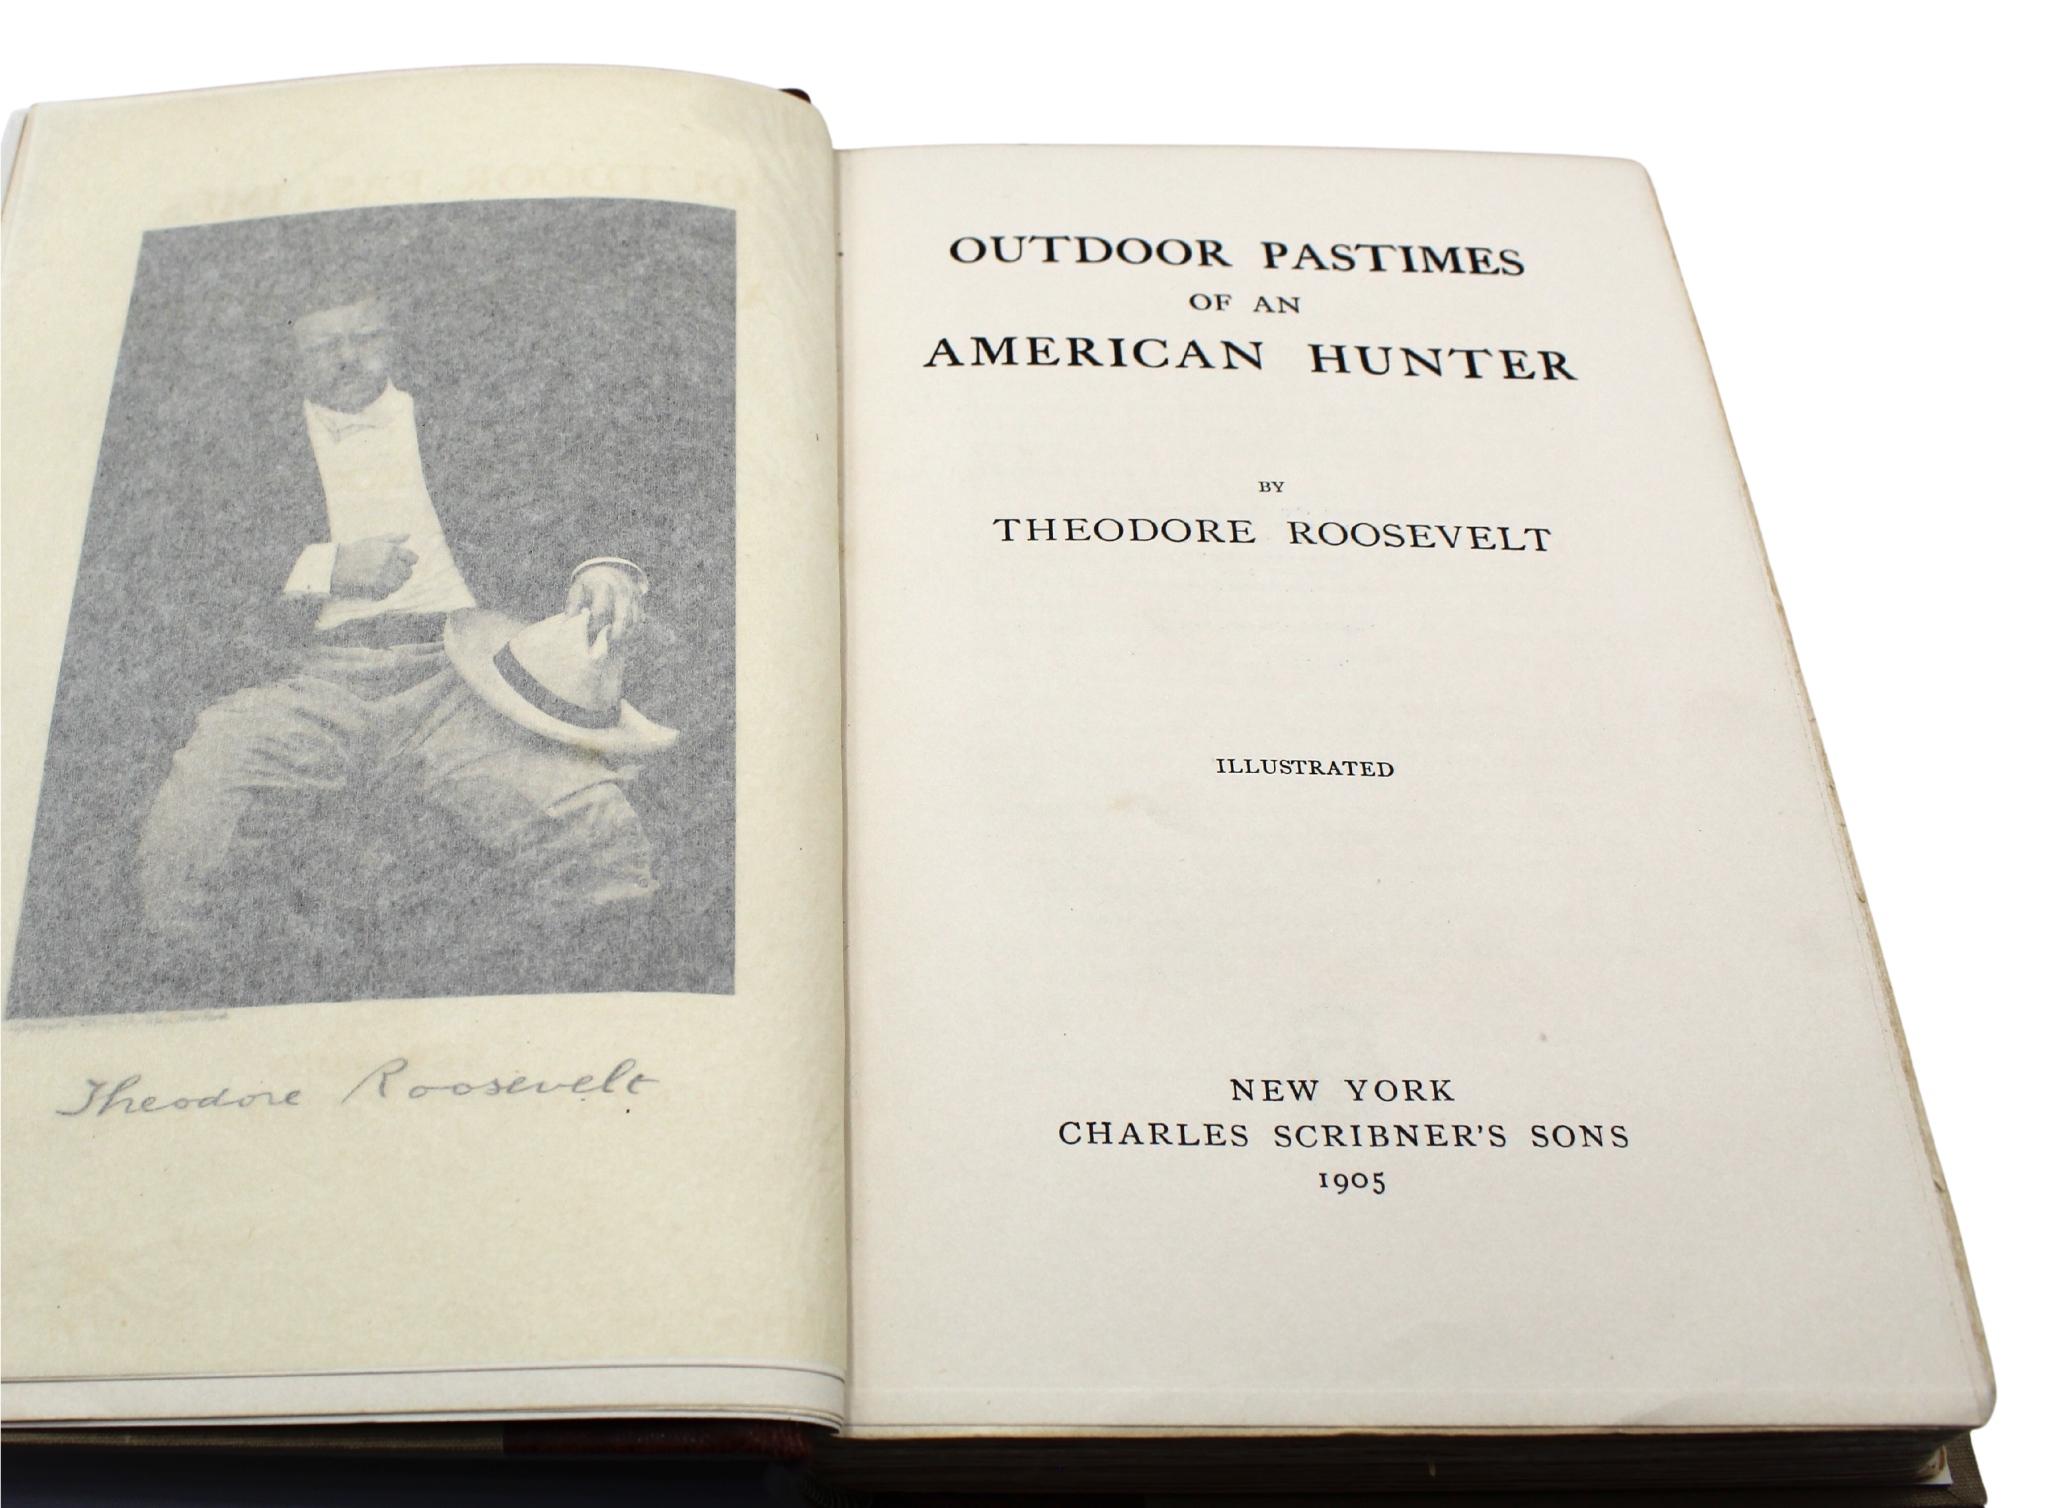 Theodore Roosevelt
OUTDOOR PASTIMES
OF AN
AMERICAN HUNTER
BY
THEODORE ROOSEVELT
ILLUSTRATED
NEW YORK
CHARLES SCRIBNER'S SONS
1905